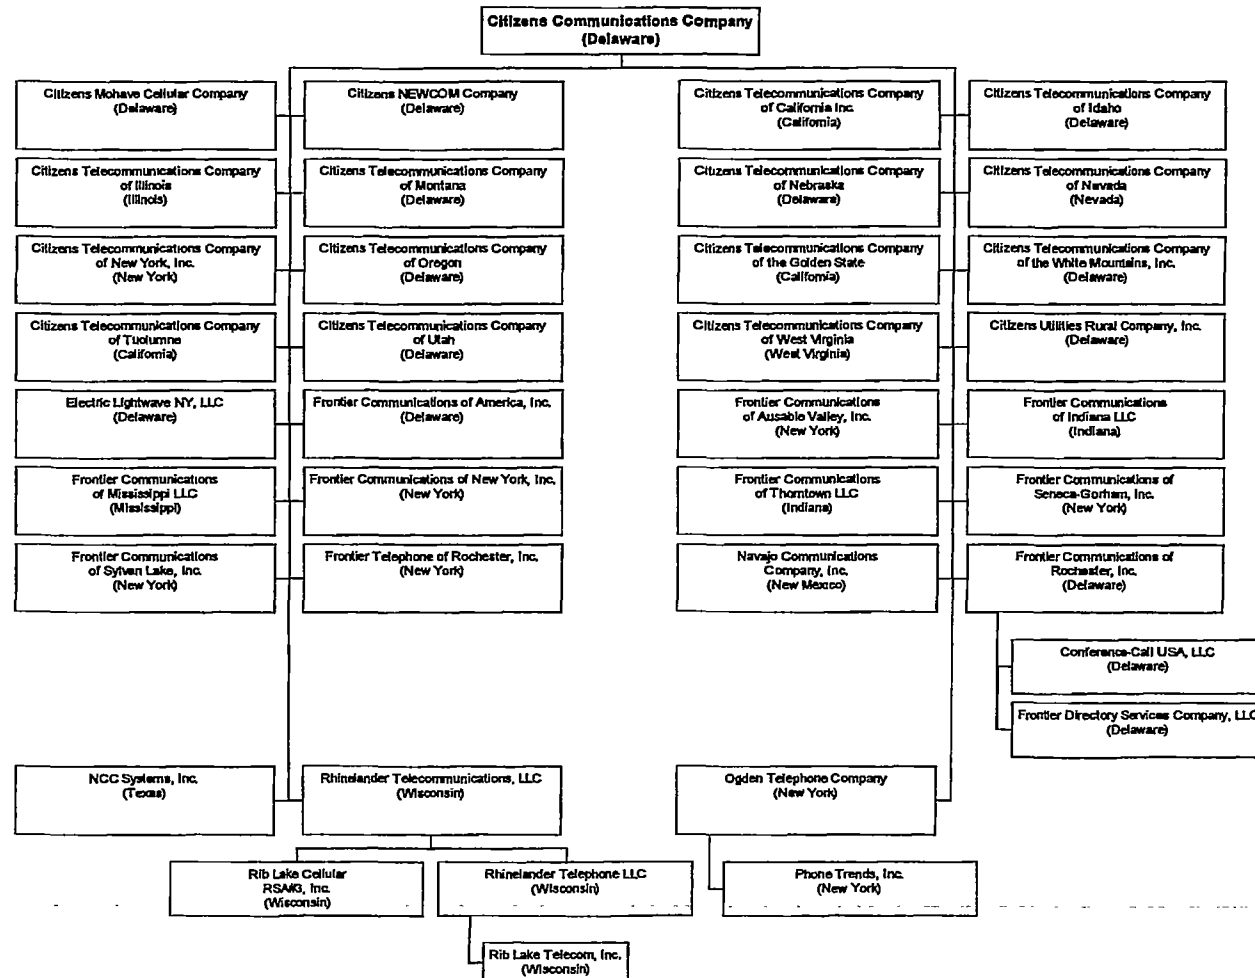 Citizens Communications Company
(Delaware)
Citizens Mohave Cellular Company
(Delaware)
Citizens NEWCOM Company
(Delaware)
Citizens Telecommunications Company
of California Inc.
(California)
Citizens Telecommunications Company
of Idaho
(Delaware)
Citizens Telecommunications Company
of Illinois
(Illinois)
Citizens Telecommunications Company
of Montana
(Delaware)
Citizens Telecommunications Company
of Nebraska
(Delaware)
Citizens Telecommunications Company
of Nevada
(Nevada)
Citizens Telecommunications Company
of New York, Inc.
(New York)
Citizens Telecommunications Company
of Oregon
(Delaware)
Citizens Telecommunications Company
of the Golden State
(California)
Citizens Telecommunications Company
of the White Mountains, Inc.
(Delaware)
Citizens Telecommunications Company
of Tuolumne
(California)
Citizens Telecommunications Company
of Utah
(Delaware)
Citizens Telecommunications Company
of West Virginia
(West Virginia)
Citizens Utilities Rural Company, Inc.
(Delaware)
Electric Lightwave NY, LLC
(Delaware)
Frontier Communications of America, Inc.
(Delaware)
Frontier Communications
of Ausable Valley, Inc.
(New York)
Frontier Communications
of Indiana LLC
(Indiana)
Frontier Communications
of Mississippi LLC
(Mississippi)
Frontier Communications of New York, Inc.
(New York)
Frontier Communications
of Thorntown LLC
(Indiana)
Frontier Communications of
Seneca-Gorham, Inc.
(New York)
Frontier Communications
of Sylvan Lake, Inc.
(New York)
Frontier Telephone of Rochester, Inc.
(New York)
Navajo Communications
Company, Inc.
(New Mexico)
Frontier Communications of
Rochester, Inc.
(Delaware)
Conference-Call USA, LLC
(Delaware)
Frontier Directory Services Company, LLC
(Delaware)
NCC Systems, Inc.
(Texas)
Rhinelander Telecommunications, LLC
(Wisconsin)
Ogden Telephone Company
(New York)
Rib Lake Cellular
RSA#3, Inc.
(Wisconsin)
Rhinelander Telephone LLC
(Wisconsin)
Phone Trends, Inc.
(New York)
Rib Lake Telecom, Inc.
(Wisconsin)